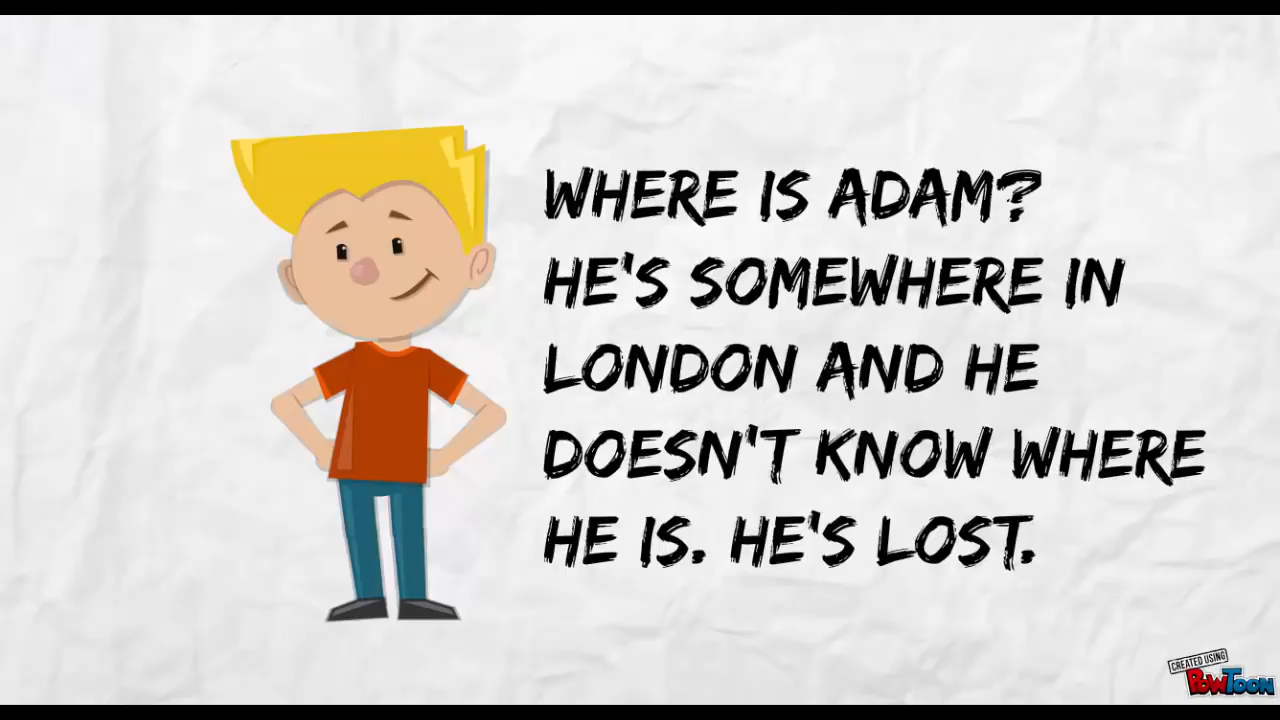 WHERE IS ADAM?
HE'S SOMEWHERE IN
LONDON AND HE
DOESN'T KNOW WHERE
HE IS. HE'S LOST.
CREATED USING
POWTOON